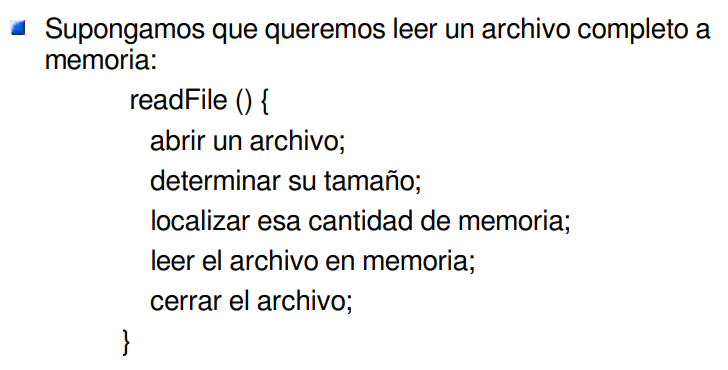 Supongamos que queremos leer un archivo completo a
memoria:
readFile () {
abrir un archivo;
determinar su tamaño;
localizar esa cantidad de memoria;
leer el archivo en memoria;
cerrar el archivo;
}